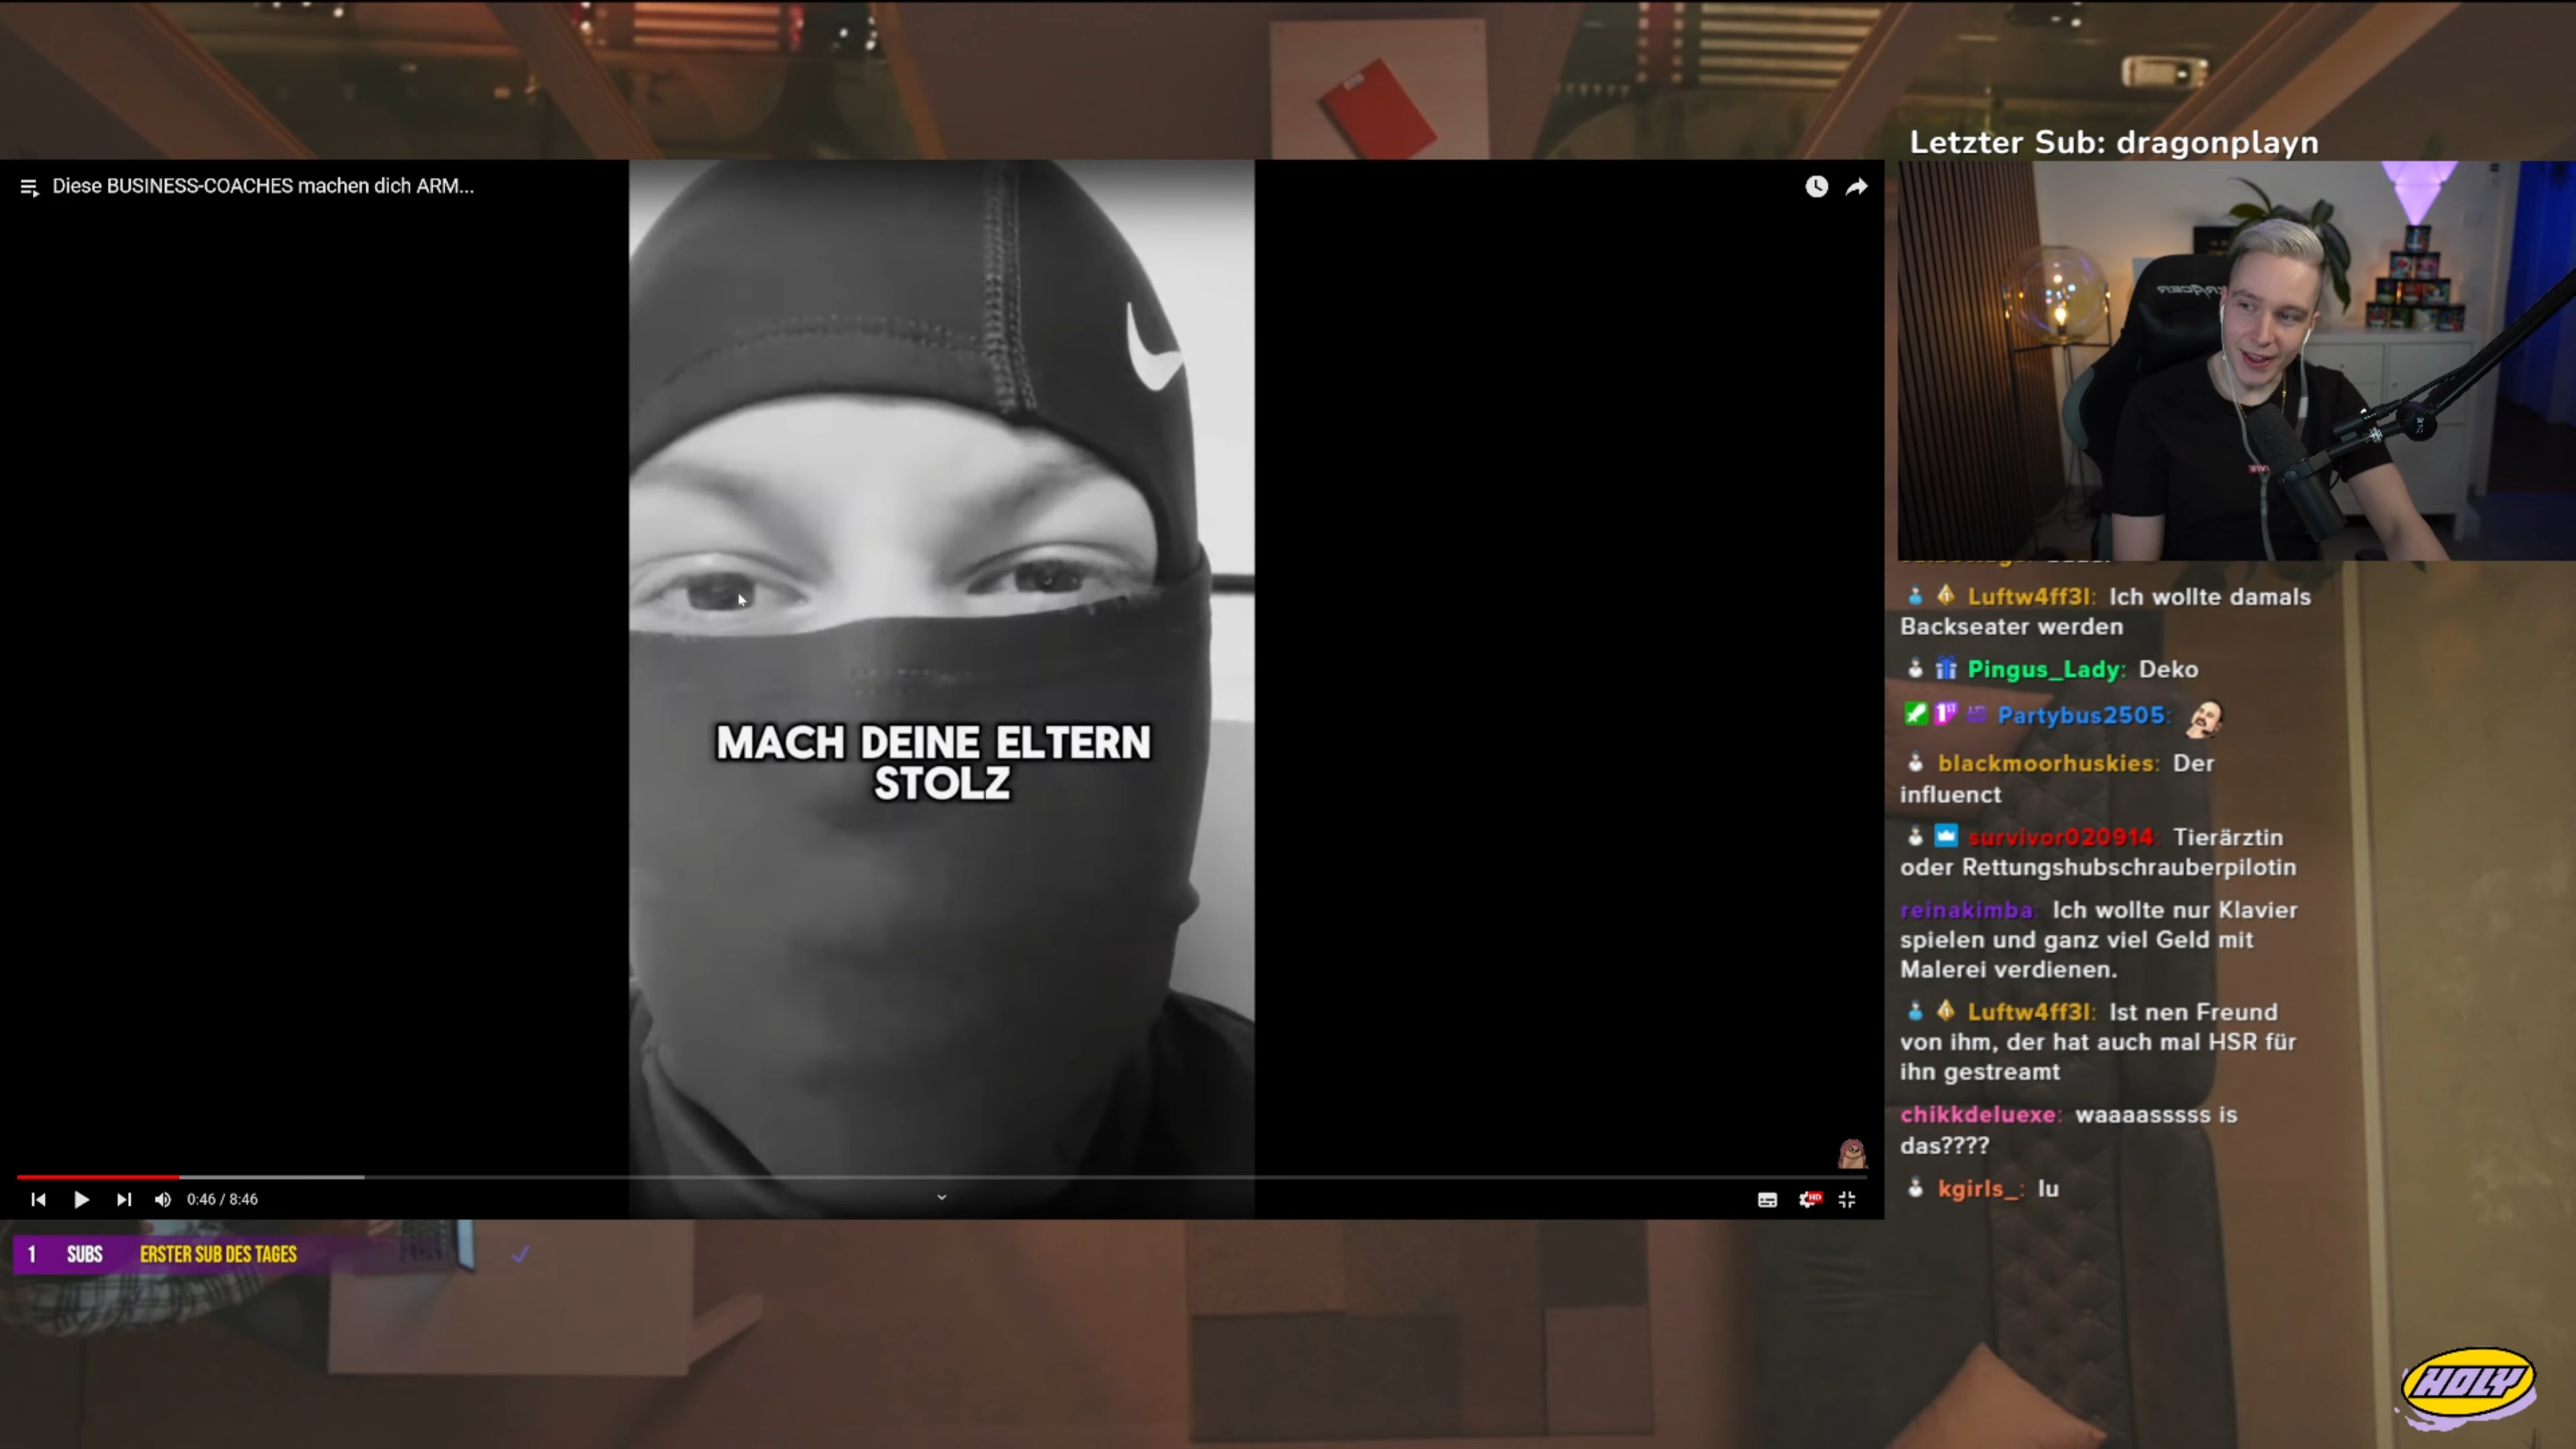 Letzter Sub: dragonplayn
Diese BUSINESS-COACHES machen dich ARM...
MACH DEINE ELTERN
STOLZ
Luftw4ff3l: Ich wollte damals
Backseater werden
Pingus_Lady: Deko
Partybus2505:
blackmoorhuskies: Der
influenct
survivor020914: Tierärztin
oder Rettungshubschrauberpilotin
reinakimba: Ich wollte nur Klavier
spielen und ganz viel Geld mit
Malerei verdienen.
Luftw4ff3l: Ist nen Freund
von ihm, der hat auch mal HSR für
ihn gestreamt
chikkdeluexe: waaaasssss is
das????
kgirls_: lu
0:46 / 8:46
HD
1 SUBS ERSTER SUB DES TAGES
HOLY